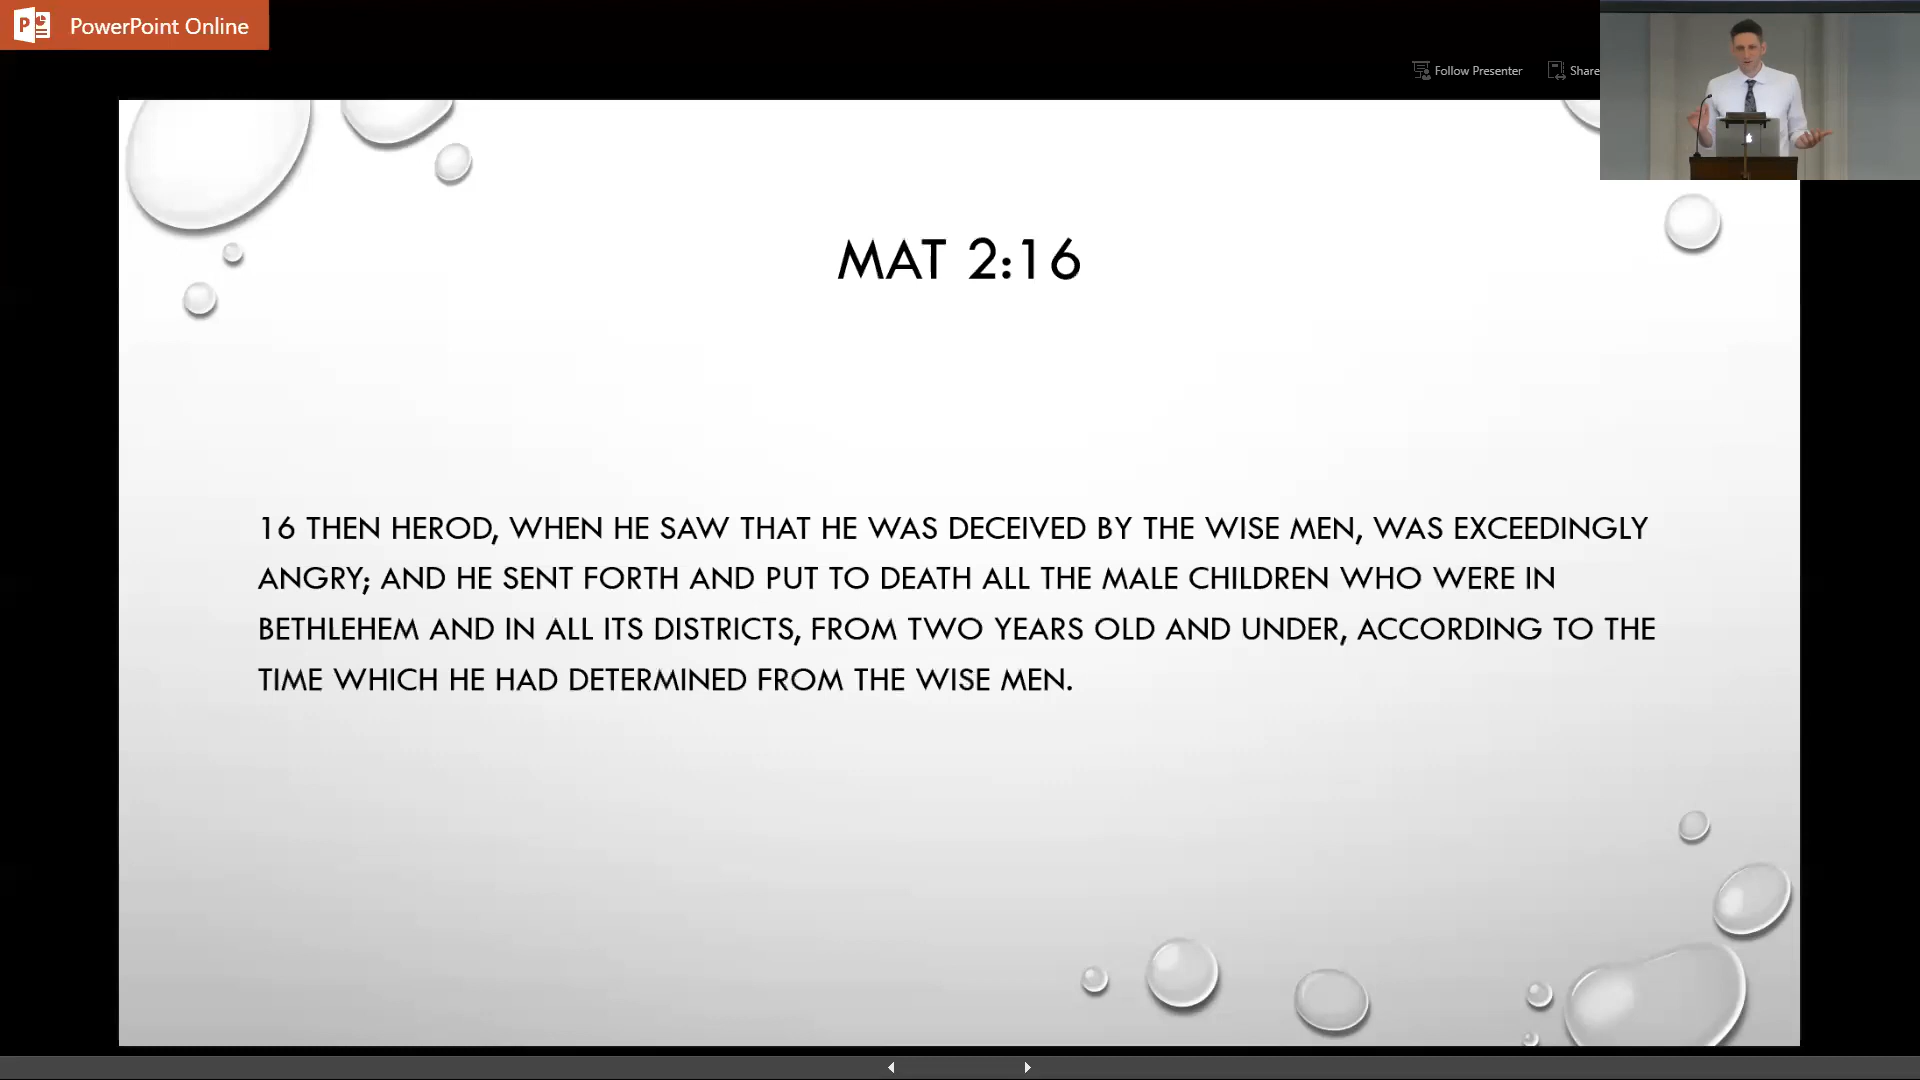 PowerPoint Online
Follow Presenter
Share
MAT 2:16
16 THEN HEROD, WHEN HE SAW THAT HE WAS DECEIVED BY THE WISE MEN, WAS EXCEEDINGLY
ANGRY; AND HE SENT FORTH AND PUT TO DEATH ALL THE MALE CHILDREN WHO WERE IN
BETHLEHEM AND IN ALL ITS DISTRICTS, FROM TWO YEARS OLD AND UNDER, ACCORDING TO THE
TIME WHICH HE HAD DETERMINED FROM THE WISE MEN.